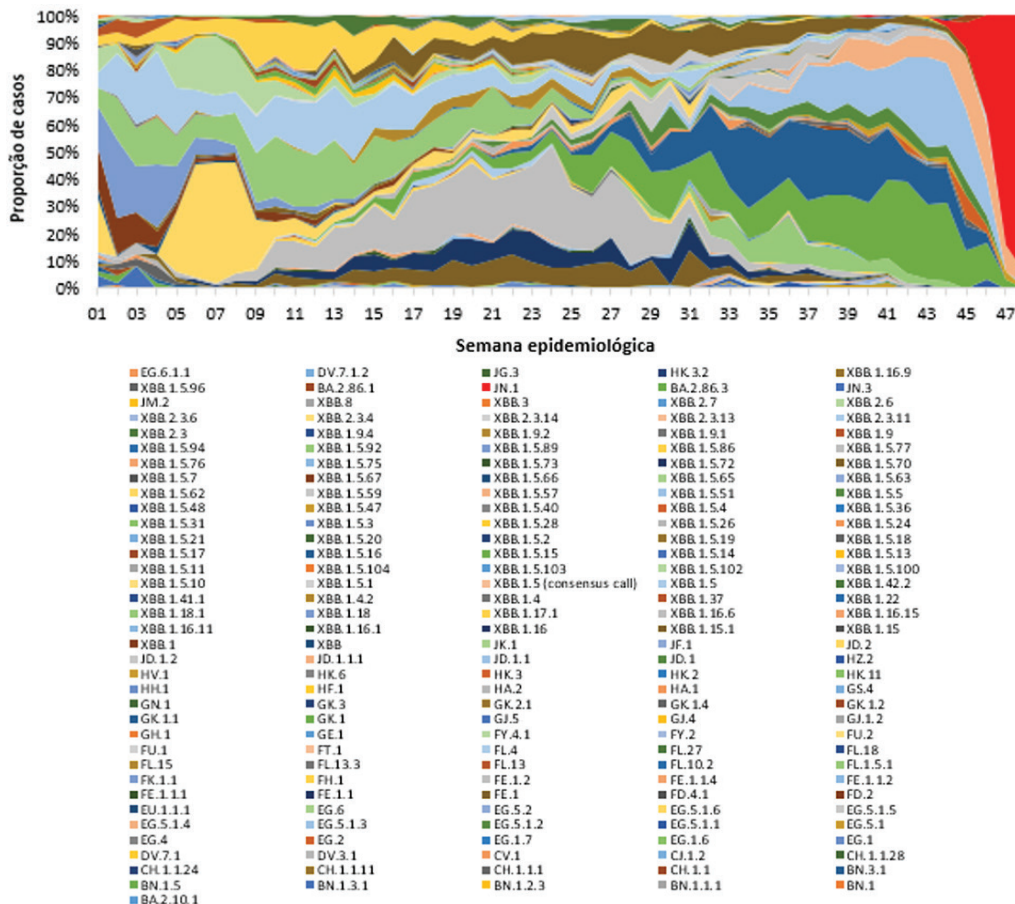 100%
90%
80%
70%
60%
50%
40%
30%
20%
10%
0%
Proporção de casos
01 03 05 07 09 11 13 15 17 19 21 23 25 27 29 31 33 35 37 39 41 43 45 47
Semana epidemiológica
EG.6.1.1 DV.7.1.2 JG.3 HK.3.2 XBB.1.16.9
XBB.1.5.96 BA.2.86.1 JN.1 BA.2.86.3 JN.3
JM.2 XBB.8 XBB.3 XBB.2.7 XBB.2.6
XBB.2.3.6 XBB.2.3.4 XBB.2.3.14 XBB.2.3.13 XBB.2.3.11
XBB.2.3 XBB.1.9.4 XBB.1.9.2 XBB.1.9.1 XBB.1.9
XBB.1.5.94 XBB.1.5.92 XBB.1.5.89 XBB.1.5.86 XBB.1.5.77
XBB.1.5.76 XBB.1.5.75 XBB.1.5.73 XBB.1.5.72 XBB.1.5.70
XBB.1.5.7 XBB.1.5.67 XBB.1.5.66 XBB.1.5.65 XBB.1.5.63
XBB.1.5.62 XBB.1.5.59 XBB.1.5.57 XBB.1.5.51 XBB.1.5.5
XBB.1.5.48 XBB.1.5.47 XBB.1.5.40 XBB.1.5.4 XBB.1.5.36
XBB.1.5.31 XBB.1.5.3 XBB.1.5.28 XBB.1.5.26 XBB.1.5.24
XBB.1.5.21 XBB.1.5.20 XBB.1.5.2 XBB.1.5.19 XBB.1.5.18
XBB.1.5.17 XBB.1.5.16 XBB.1.5.15 XBB.1.5.14 XBB.1.5.13
XBB.1.5.11 XBB.1.5.104 XBB.1.5.103 XBB.1.5.102 XBB.1.5.100
XBB.1.5.10 XBB.1.5.1 XBB.1.5 (consensus call) XBB.1.5 XBB.1.42.2
XBB.1.41.1 XBB.1.4.2 XBB.1.4 XBB.1.37 XBB.1.22
XBB.1.18.1 XBB.1.18 XBB.1.17.1 XBB.1.16.6 XBB.1.16.15
XBB.1.16.11 XBB.1.16.1 XBB.1.16 XBB.1.15.1 XBB.1.15
XBB.1 XBB JK.1 JF.1 JD.2
JD.1.2 JD.1.1.1 JD.1.1 JD.1 HZ.2
HV.1 HK.6 HK.3 HK.2 HK.11
HH.1 HF.1 HA.2 HA.1 GS.4
GN.1 GK.3 GK.2.1 GK.1.4 GK.1.2
GK.1.1 GK.1 GJ.5 GJ.4 GJ.1.2
GH.1 GE.1 FY.4.1 FY.2 FU.2
FU.1 FT.1 FL.4 FL.27 FL.18
FL.15 FL.13.3 FL.13 FL.10.2 FL.1.5.1
FK.1.1 FH.1 FE.1.2 FE.1.1.4 FE.1.1.2
FE.1.1.1 FE.1.1 FE.1 FD.4.1 FD.2
EU.1.1.1 EG.6 EG.5.2 EG.5.1.6 EG.5.1.5
EG.5.1.4 EG.5.1.3 EG.5.1.2 EG.5.1.1 EG.5.1
EG.4 EG.2 EG.1.7 EG.1.6 EG.1
DV.7.1 DV.3.1 CV.1 CJ.1.2 CH.1.1.28
CH.1.1.24 CH.1.1.11 CH.1.1.1 CH.1.1 BN.3.1
BN.1.5 BN.1.3.1 BN.1.2.3 BN.1.1.1 BN.1
BA.2.10.1